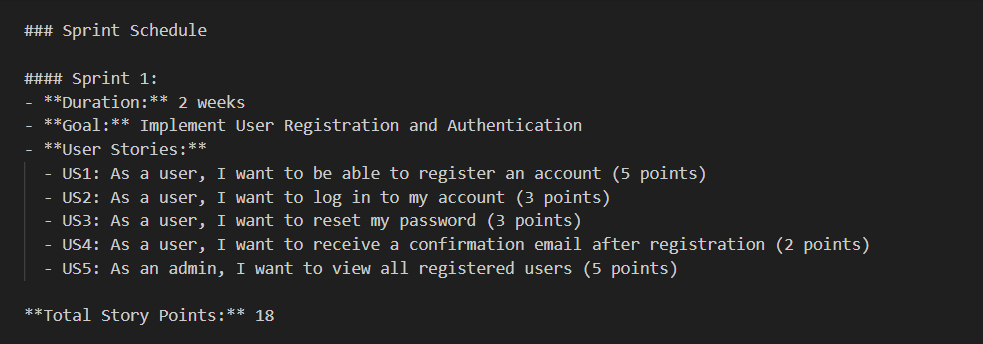 ### Sprint Schedule
#### Sprint 1:
- **Duration:** 2 weeks
- **Goal:** Implement User Registration and Authentication
- **User Stories:**
  - US1: As a user, I want to be able to register an account (5 points)
  - US2: As a user, I want to log in to my account (3 points)
  - US3: As a user, I want to reset my password (3 points)
  - US4: As a user, I want to receive a confirmation email after registration (2 points)
  - US5: As an admin, I want to view all registered users (5 points)
**Total Story Points:** 18